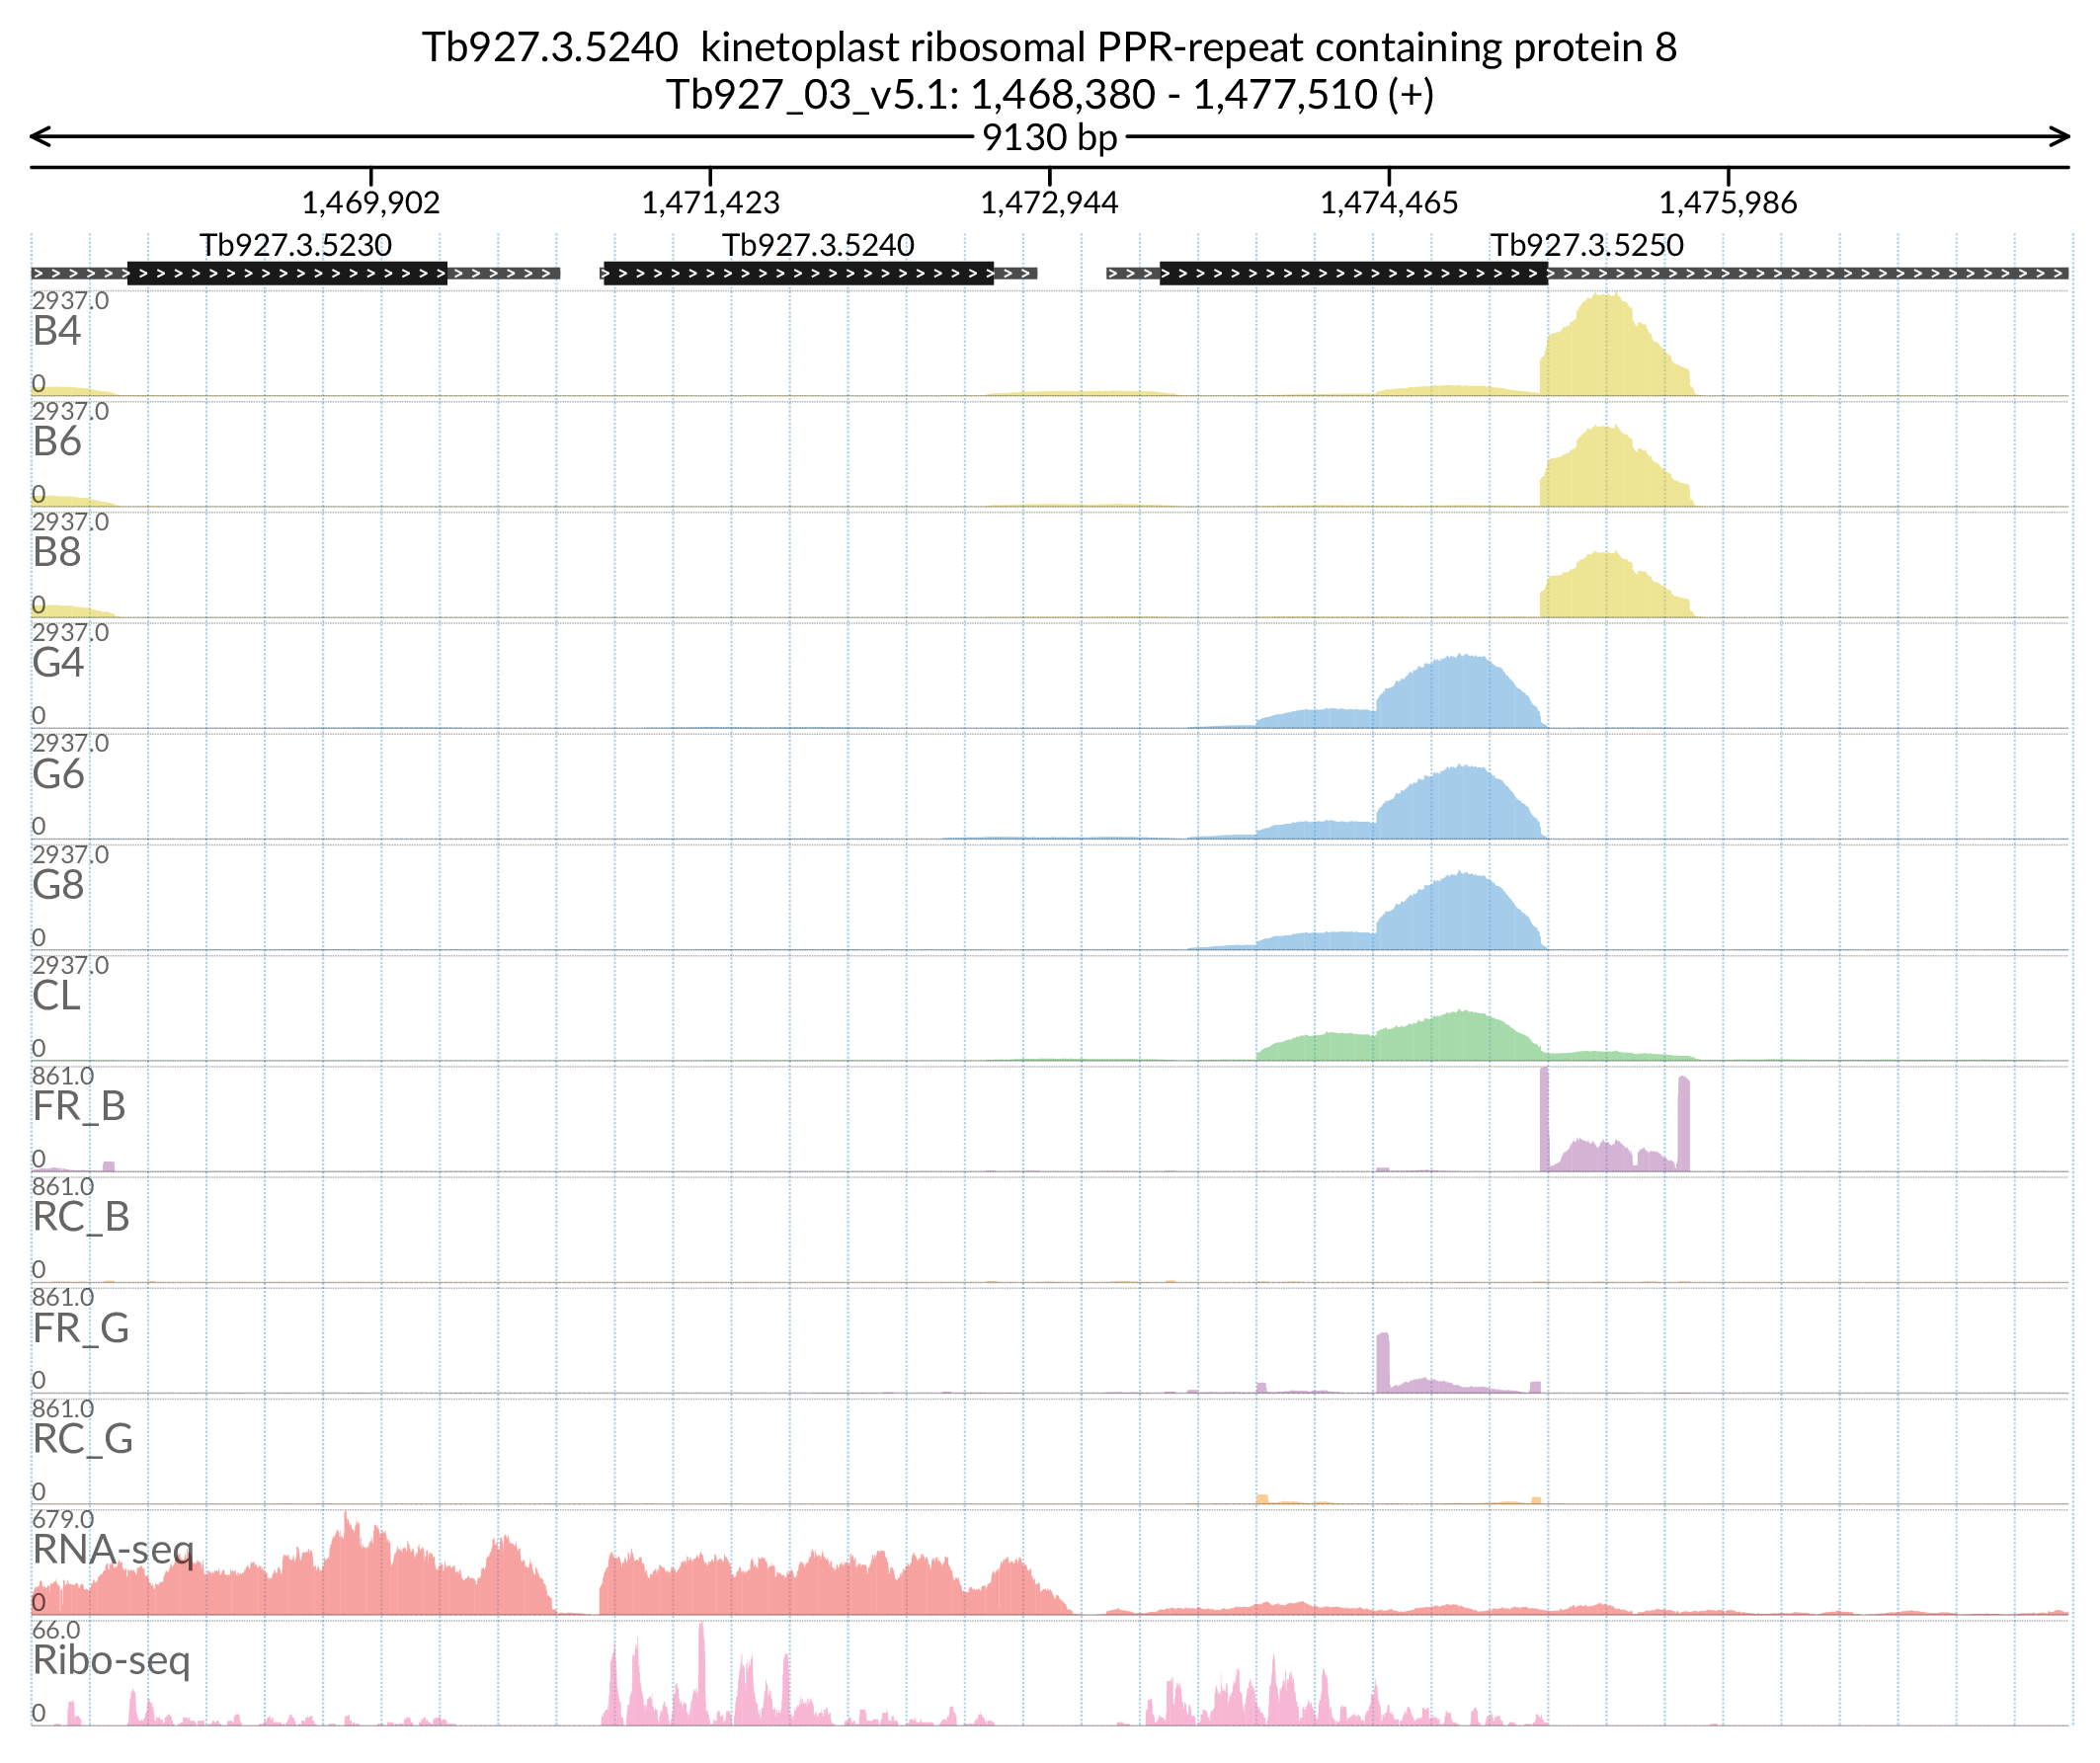 Tb927.3.5240  kinetoplast ribosomal PPR-repeat containing protein 8
Tb927_03_v5.1: 1,468,380 - 1,477,510 (+)
9130 bp
1,469,902 1,471,423 1,472,944 1,474,465 1,475,986
Tb927.3.5230 Tb927.3.5240 Tb927.3.5250
2937.0
B4
0
2937.0
B6
0
2937.0
B8
0
2937.0
G4
0
2937.0
G6
0
2937.0
G8
0
2937.0
CL
0
861.0
FR_B
0
861.0
RC_B
0
861.0
FR_G
0
861.0
RC_G
0
679.0
RNA-seq
0
66.0
Ribo-seq
0